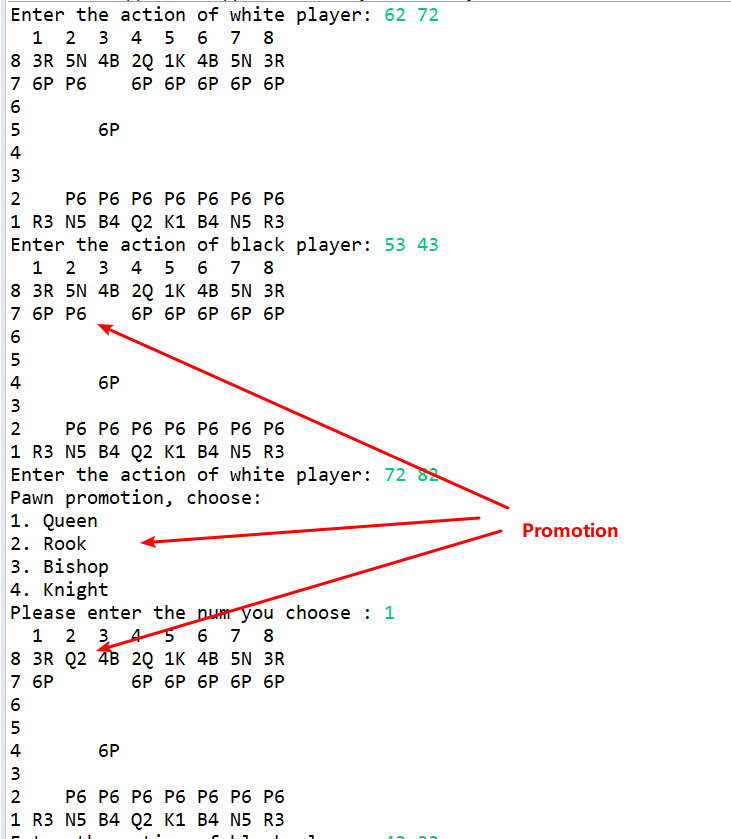 Enter the action of white player: 62 72
1 2 3 4 5 6 7 8
8 3R 5N 4B 2Q 1K 4B 5N 3R
7 6P P6 6P 6P 6P 6P 6P
6
5 6P
4
3
2 P6 P6 P6 P6 P6 P6 P6
1 R3 N5 B4 Q2 K1 B4 N5 R3
Enter the action of black player: 53 43
1 2 3 4 5 6 7 8
8 3R 5N 4B 2Q 1K 4B 5N 3R
7 6P P6 6P 6P 6P 6P 6P
6
5
4 6P
3
2 P6 P6 P6 P6 P6 P6 P6
1 R3 N5 B4 Q2 K1 B4 N5 R3
Enter the action of white player: 72 82
Pawn promotion, choose:
1. Queen
2. Rook
3. Bishop
4. Knight
Promotion
Please enter the num you choose : 1
1 2 3 4 5 6 7 8
8 3R Q2 4B 2Q 1K 4B 5N 3R
7 6P 6P 6P 6P 6P 6P
6
5
4 6P
3
2 P6 P6 P6 P6 P6 P6 P6
1 R3 N5 B4 Q2 K1 B4 N5 R3